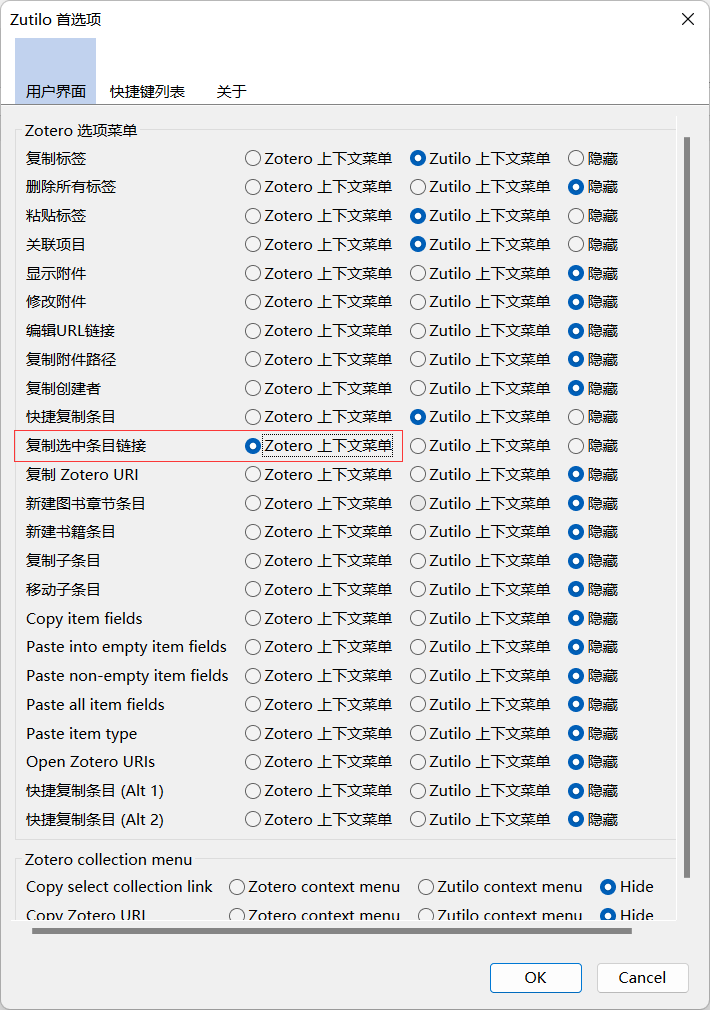 Zutilo 首选项
用户界面 快捷键列表 关于
Zotero 选项菜单
复制标签 Zotero 上下文菜单 Zutilo 上下文菜单 隐藏
删除所有标签 Zotero 上下文菜单 Zutilo 上下文菜单 隐藏
粘贴标签 Zotero 上下文菜单 Zutilo 上下文菜单 隐藏
关联项目 Zotero 上下文菜单 Zutilo 上下文菜单 隐藏
显示附件 Zotero 上下文菜单 Zutilo 上下文菜单 隐藏
修改附件 Zotero 上下文菜单 Zutilo 上下文菜单 隐藏
编辑URL链接 Zotero 上下文菜单 Zutilo 上下文菜单 隐藏
复制附件路径 Zotero 上下文菜单 Zutilo 上下文菜单 隐藏
复制创建者 Zotero 上下文菜单 Zutilo 上下文菜单 隐藏
快捷复制条目 Zotero 上下文菜单 Zutilo 上下文菜单 隐藏
复制选中条目链接 Zotero 上下文菜单 Zutilo 上下文菜单 隐藏
复制 Zotero URI Zotero 上下文菜单 Zutilo 上下文菜单 隐藏
新建图书章节条目 Zotero 上下文菜单 Zutilo 上下文菜单 隐藏
新建书籍条目 Zotero 上下文菜单 Zutilo 上下文菜单 隐藏
复制子条目 Zotero 上下文菜单 Zutilo 上下文菜单 隐藏
移动子条目 Zotero 上下文菜单 Zutilo 上下文菜单 隐藏
Copy item fields Zotero 上下文菜单 Zutilo 上下文菜单 隐藏
Paste into empty item fields Zotero 上下文菜单 Zutilo 上下文菜单 隐藏
Paste non-empty item fields Zotero 上下文菜单 Zutilo 上下文菜单 隐藏
Paste all item fields Zotero 上下文菜单 Zutilo 上下文菜单 隐藏
Paste item type Zotero 上下文菜单 Zutilo 上下文菜单 隐藏
Open Zotero URIs Zotero 上下文菜单 Zutilo 上下文菜单 隐藏
快捷复制条目 (Alt 1) Zotero 上下文菜单 Zutilo 上下文菜单 隐藏
快捷复制条目 (Alt 2) Zotero 上下文菜单 Zutilo 上下文菜单 隐藏
Zotero collection menu
Copy select collection link Zotero context menu Zutilo context menu Hide
Copy Zotero URI Zotero context menu Zutilo context menu Hide
OK Cancel